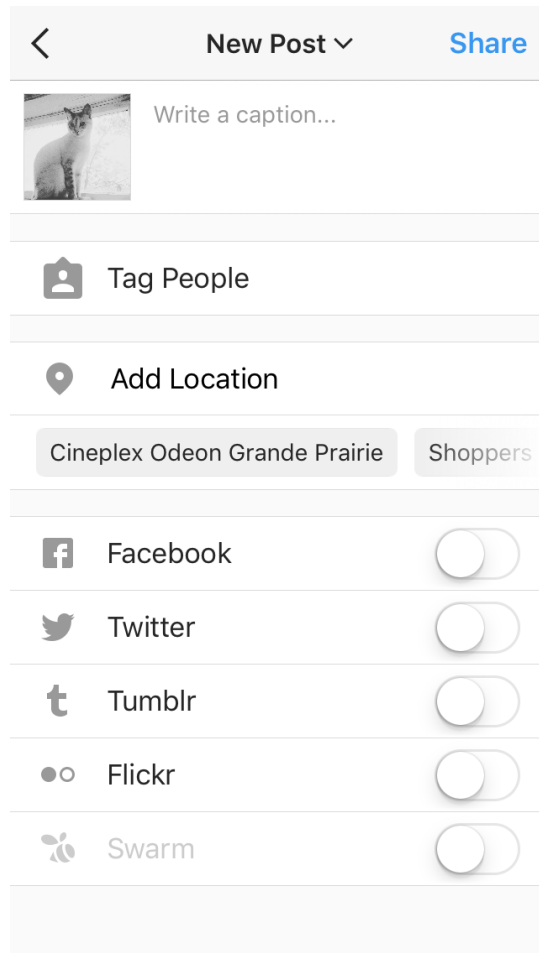 New Post
Share
Write a caption...
Tag People
Add Location
Cineplex Odeon Grande Prairie
Shoppers
Facebook
Twitter
Tumblr
Flickr
Swarm